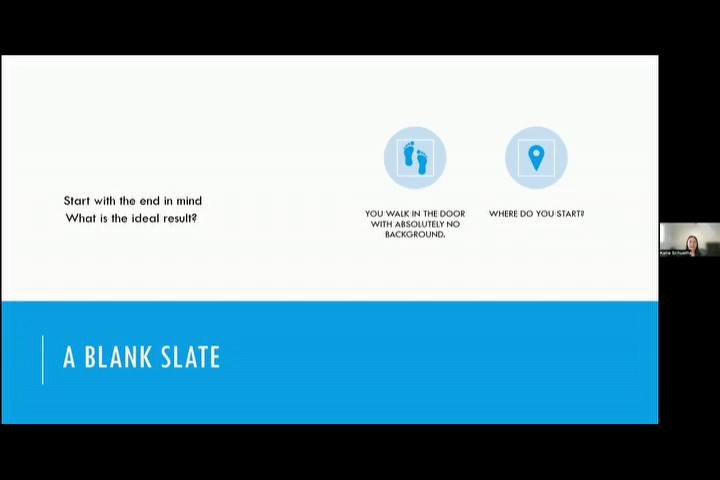 Start with the end in mind
What is the ideal result?
YOU WALK IN THE DOOR
WITH ABSOLUTELY NO
BACKGROUND.
WHERE DO YOU START?
A BLANK SLATE